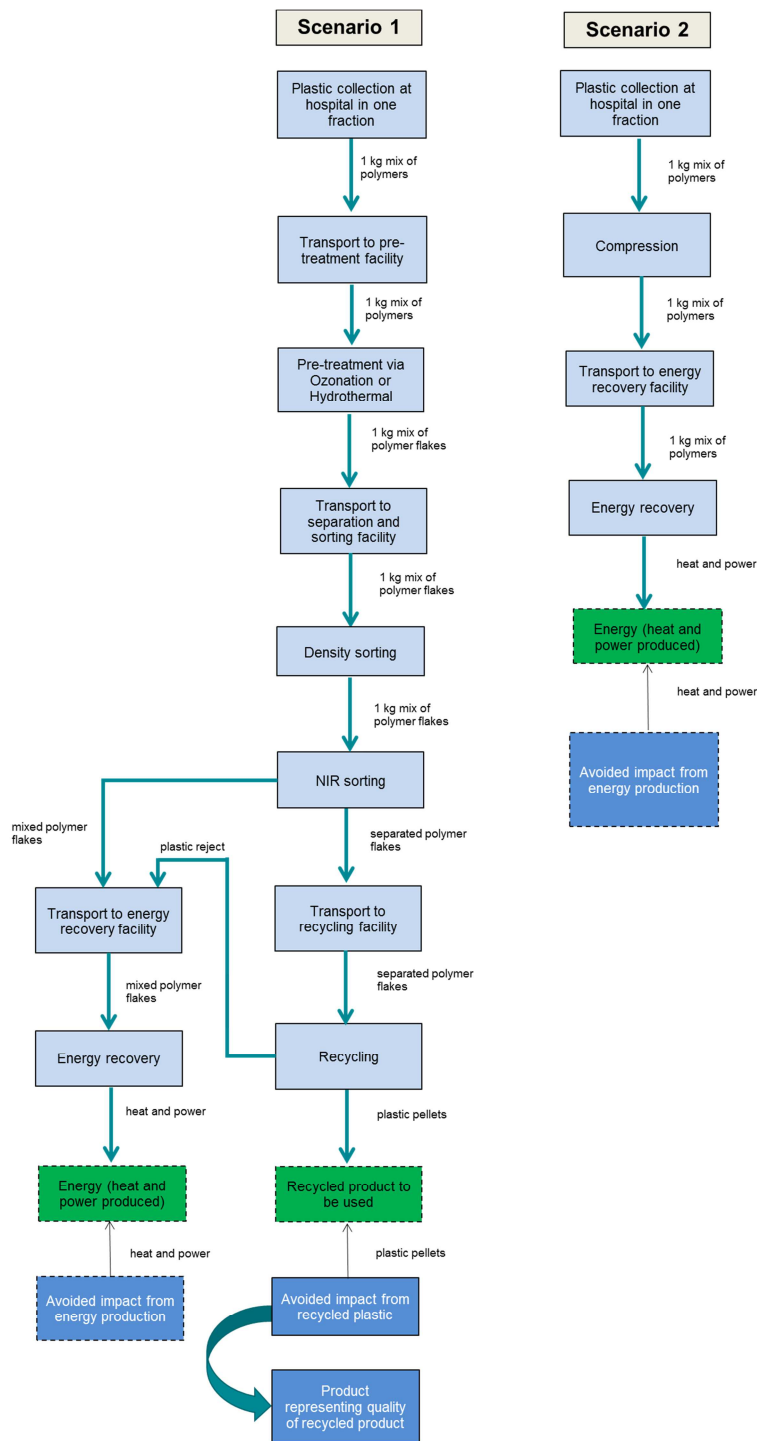 Scenario 1
Plastic collection at
hospital in one
fraction
1 kg mix of
polymers
Transport to pre-
treatment facility
1 kg mix of
polymers
Pre-treatment via
Ozonation or
Hydrothermal
1 kg mix of
polymer flakes
Transport to
separation and
sorting facility
1 kg mix of
polymer flakes
Density sorting
1 kg mix of
polymer flakes
NIR sorting
mixed polymer
flakes
plastic reject
separated polymer
flakes
Transport to energy
recovery facility
Transport to
recycling facility
mixed polymer
flakes
separated polymer
flakes
Energy recovery
Recycling
heat and power
plastic pellets
Energy (heat and
power produced)
Recycled product to
be used
heat and power
plastic pellets
Avoided impact from
energy production
Avoided impact from
recycled plastic
Product
representing quality
of recycled product
Scenario 2
Plastic collection at
hospital in one
fraction
1 kg mix of
polymers
Compression
1 kg mix of
polymers
Transport to energy
recovery facility
1 kg mix of
polymers
Energy recovery
heat and power
Energy (heat and
power produced)
heat and power
Avoided impact from
energy production